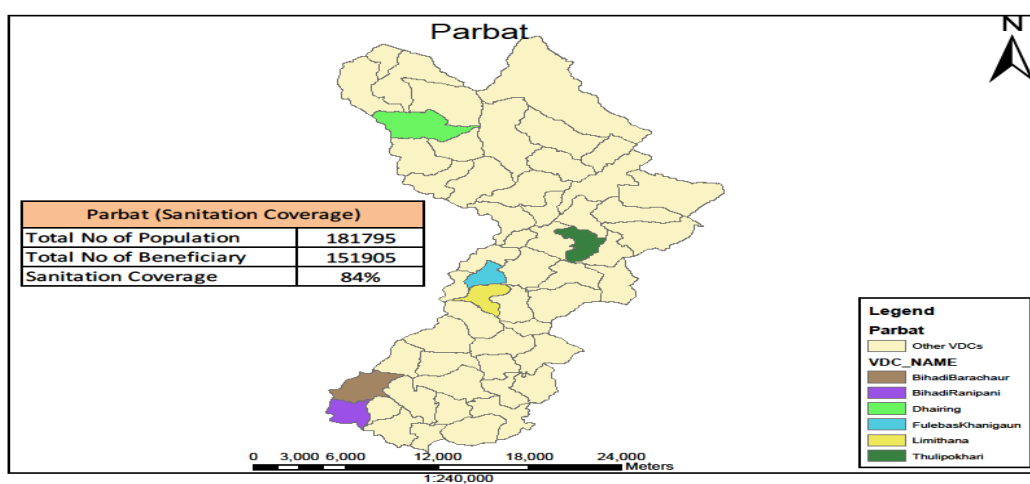 Parbat
N
Parbat (Sanitation Coverage)
Total No of Population 181795
Total No of Beneficiary 151905
Sanitation Coverage 84%
Legend
Parbat
Other VDCs
VDC_NAME
BihadiBarachaur
BihadiRanipani
Dhairing
FulebasKhanigaun
Limithana
Thulipokhari
0 3,000 6,000 12,000 18,000 24,000
Meters
1:240,000